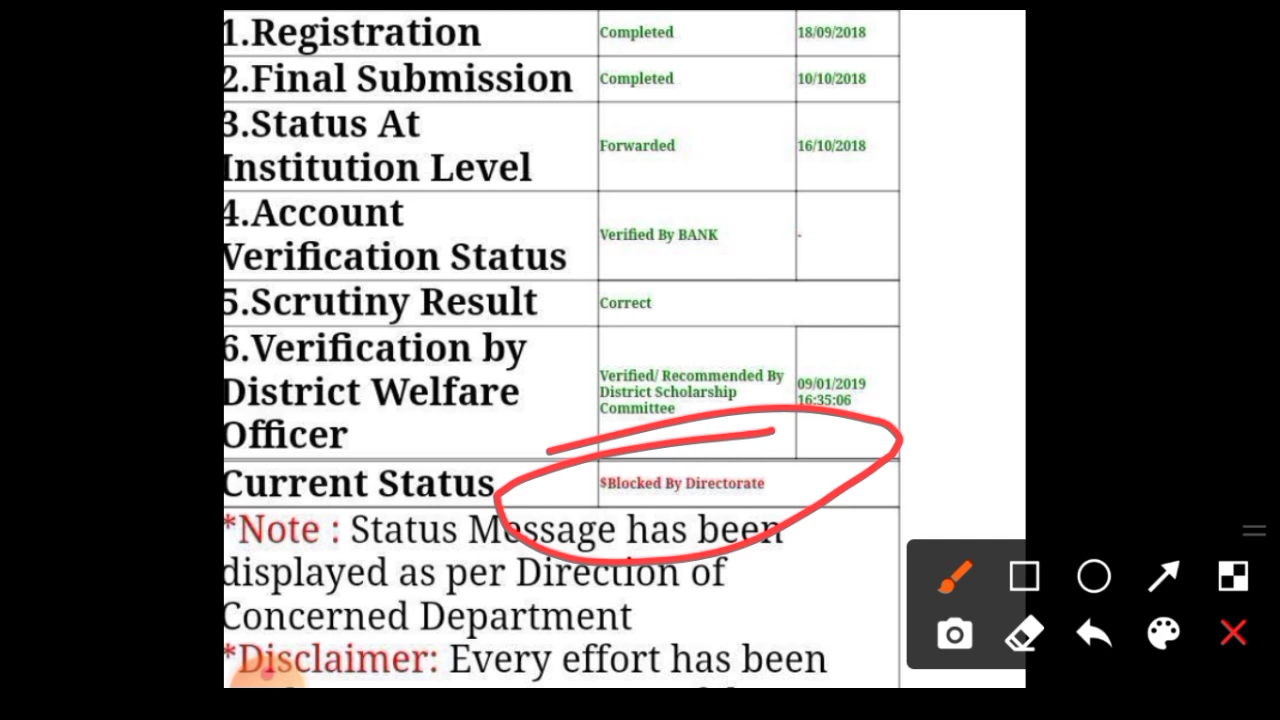 1.Registration Completed 18/09/2018
2.Final Submission Completed 10/10/2018
3.Status At
Institution Level Forwarded 16/10/2018
4.Account
Verification Status Verified By BANK -
5.Scrutiny Result Correct
6.Verification by
District Welfare
Officer
Verified/ Recommended By
District Scholarship
Committee
09/01/2019
16:35:06
Current Status $Blocked By Directorate
*Note : Status Message has been
displayed as per Direction of
Concerned Department
*Disclaimer: Every effort has been